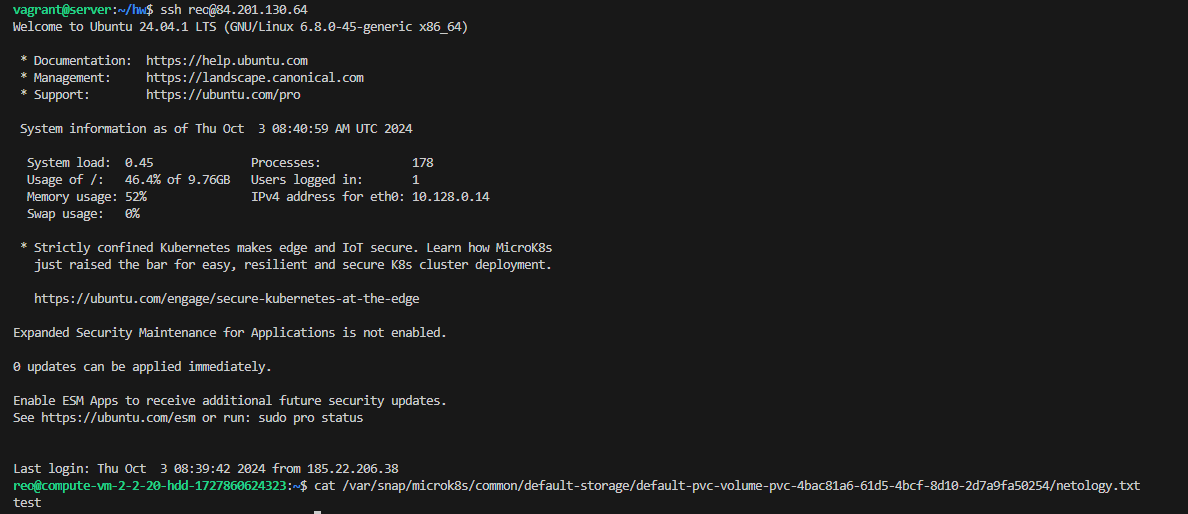 vagrant@server:~/hw$ ssh reo@84.201.130.64
Welcome to Ubuntu 24.04.1 LTS (GNU/Linux 6.8.0-45-generic x86_64)

 * Documentation:  https://help.ubuntu.com
 * Management:     https://landscape.canonical.com
 * Support:        https://ubuntu.com/pro

 System information as of Thu Oct  3 08:40:59 AM UTC 2024

  System load:  0.45              Processes:             178
  Usage of /:   46.4% of 9.76GB   Users logged in:       1
  Memory usage: 52%               IPv4 address for eth0: 10.128.0.14
  Swap usage:   0%

 * Strictly confined Kubernetes makes edge and IoT secure. Learn how MicroK8s
   just raised the bar for easy, resilient and secure K8s cluster deployment.

   https://ubuntu.com/engage/secure-kubernetes-at-the-edge

Expanded Security Maintenance for Applications is not enabled.

0 updates can be applied immediately.

Enable ESM Apps to receive additional future security updates.
See https://ubuntu.com/esm or run: sudo pro status


Last login: Thu Oct  3 08:39:42 2024 from 185.22.206.38
reo@compute-vm-2-2-20-hdd-1727860624323:~$ cat /var/snap/microk8s/common/default-storage/default-pvc-volume-pvc-4bac81a6-61d5-4bcf-8d10-2d7a9fa50254/netology.txt
test